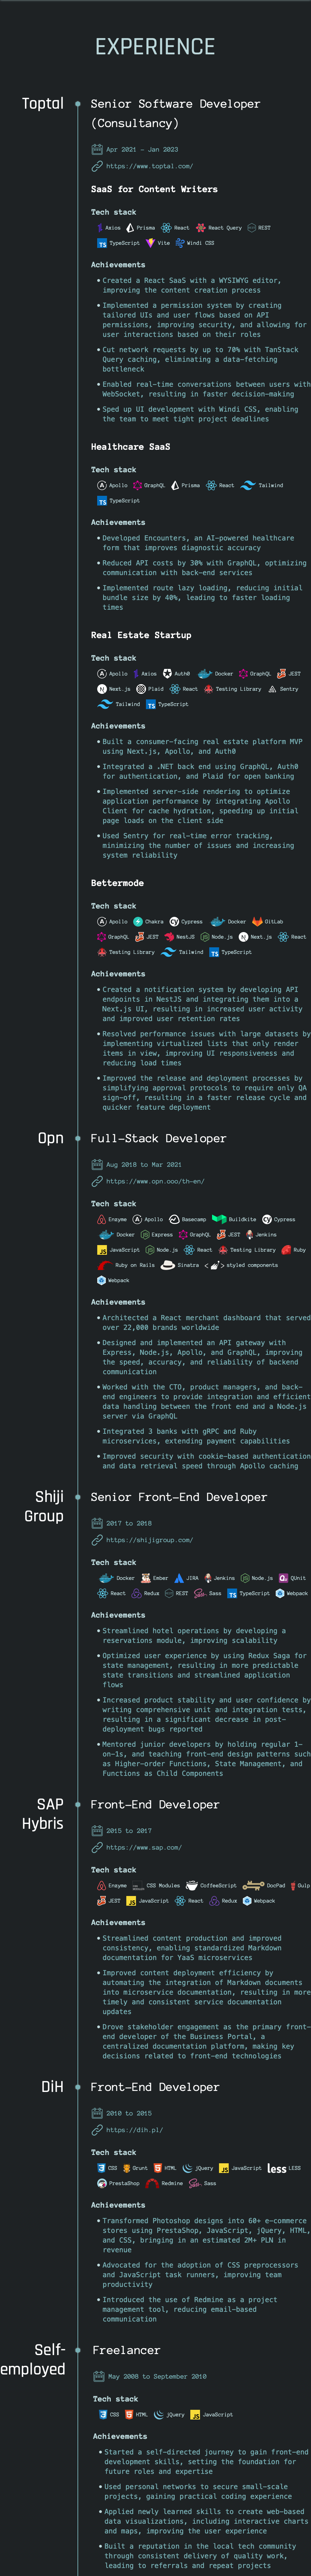 EXPERIENCE
Toptal
Senior Software Developer
(Consultancy)
Apr 2021 – Jan 2023
https://www.toptal.com/
SaaS for Content Writers
Tech stack
Axios Prisma React React Query REST
TypeScript Vite Windi CSS
Achievements
• Created a React SaaS with a WYSIWYG editor,
improving the content creation process
• Implemented a permission system by creating
tailored UIs and user flows based on API
permissions, improving security, and allowing for
user interactions based on their roles
• Cut network requests by up to 70% with TanStack
Query caching, eliminating a data-fetching
bottleneck
• Enabled real-time conversations between users with
WebSocket, resulting in faster decision-making
• Sped up UI development with Windi CSS, enabling
the team to meet tight project deadlines
Healthcare SaaS
Tech stack
Apollo GraphQL Prisma React Tailwind
TypeScript
Achievements
• Developed Encounters, an AI-powered healthcare
form that improves diagnostic accuracy
• Reduced API costs by 30% with GraphQL, optimizing
communication with back-end services
• Implemented route lazy loading, reducing initial
bundle size by 40%, leading to faster loading
times
Real Estate Startup
Tech stack
Apollo Axios Auth0 Docker GraphQL JEST
Next.js Plaid React Testing Library Sentry
Tailwind TypeScript
Achievements
• Built a consumer-facing real estate platform MVP
using Next.js, Apollo, and Auth0
• Integrated a .NET back end using GraphQL, Auth0
for authentication, and Plaid for open banking
• Implemented server-side rendering to optimize
application performance by integrating Apollo
Client for cache hydration, speeding up initial
page loads on the client side
• Used Sentry for real-time error tracking,
minimizing the number of issues and increasing
system reliability
Bettermode
Tech stack
Apollo Chakra Cypress Docker GitLab
GraphQL JEST NestJS Node.js Next.js React
Testing Library Tailwind TypeScript
Achievements
• Created a notification system by developing API
endpoints in NestJS and integrating them into a
Next.js UI, resulting in increased user activity
and improved user retention rates
• Resolved performance issues with large datasets by
implementing virtualized lists that only render
items in view, improving UI responsiveness and
reducing load times
• Improved the release and deployment processes by
simplifying approval protocols to require only QA
sign-off, resulting in a faster release cycle and
quicker feature deployment
Opn
Full-Stack Developer
Aug 2018 to Mar 2021
https://www.opn.ooo/th-en/
Tech stack
Enzyme Apollo Basecamp Buildkite Cypress
Docker Express GraphQL JEST Jenkins
JavaScript Node.js React Testing Library Ruby
Ruby on Rails Sinatra styled components
Webpack
Achievements
• Architected a React merchant dashboard that served
over 22,000 brands worldwide
• Designed and implemented an API gateway with
Express, Node.js, Apollo, and GraphQL, improving
the speed, accuracy, and reliability of backend
communication
• Worked with the CTO, product managers, and back-
end engineers to provide integration and efficient
data handling between the front end and a Node.js
server via GraphQL
• Integrated 3 banks with gRPC and Ruby
microservices, extending payment capabilities
• Improved security with cookie-based authentication
and data retrieval speed through Apollo caching
Shiji
Group
Senior Front-End Developer
2017 to 2018
https://shijigroup.com/
Tech stack
Docker Ember JIRA Jenkins Node.js QUnit
React Redux REST Sass TypeScript Webpack
Achievements
• Streamlined hotel operations by developing a
reservations module, improving scalability
• Optimized user experience by using Redux Saga for
state management, resulting in more predictable
state transitions and streamlined application
flows
• Increased product stability and user confidence by
writing comprehensive unit and integration tests,
resulting in a significant decrease in post-
deployment bugs reported
• Mentored junior developers by holding regular 1-
on-1s, and teaching front-end design patterns such
as Higher-order Functions, State Management, and
Functions as Child Components
SAP
Hybris
Front-End Developer
2015 to 2017
https://www.sap.com/
Tech stack
Enzyme CSS Modules CoffeeScript DocPad Gulp
JEST JavaScript React Redux Webpack
Achievements
• Streamlined content production and improved
consistency, enabling standardized Markdown
documentation for YaaS microservices
• Improved content deployment efficiency by
automating the integration of Markdown documents
into microservice documentation, resulting in more
timely and consistent service documentation
updates
• Drove stakeholder engagement as the primary front-
end developer of the Business Portal, a
centralized documentation platform, making key
decisions related to front-end technologies
DiH
Front-End Developer
2010 to 2015
https://dih.pl/
Tech stack
CSS Grunt HTML jQuery JavaScript less LESS
PrestaShop Redmine Sass
Achievements
• Transformed Photoshop designs into 60+ e-commerce
stores using PrestaShop, JavaScript, jQuery, HTML,
and CSS, bringing in an estimated 2M+ PLN in
revenue
• Advocated for the adoption of CSS preprocessors
and JavaScript task runners, improving team
productivity
• Introduced the use of Redmine as a project
management tool, reducing email-based
communication
Self-
employed
Freelancer
May 2008 to September 2010
Tech stack
CSS HTML jQuery JavaScript
Achievements
• Started a self-directed journey to gain front-end
development skills, setting the foundation for
future roles and expertise
• Used personal networks to secure small-scale
projects, gaining practical coding experience
• Applied newly learned skills to create web-based
data visualizations, including interactive charts
and maps, improving the user experience
• Built a reputation in the local tech community
through consistent delivery of quality work,
leading to referrals and repeat projects